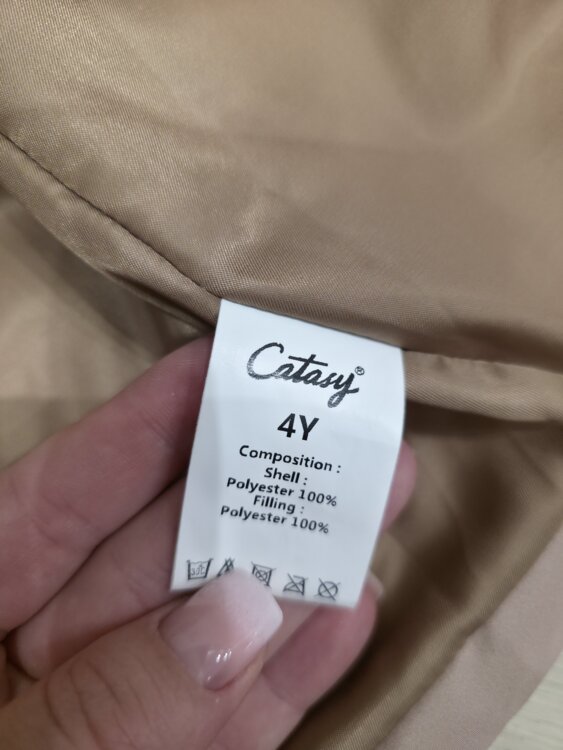 Catasy®
4Y
Composition :
Shell :
Polyester 100%
Filling :
Polyester 100%